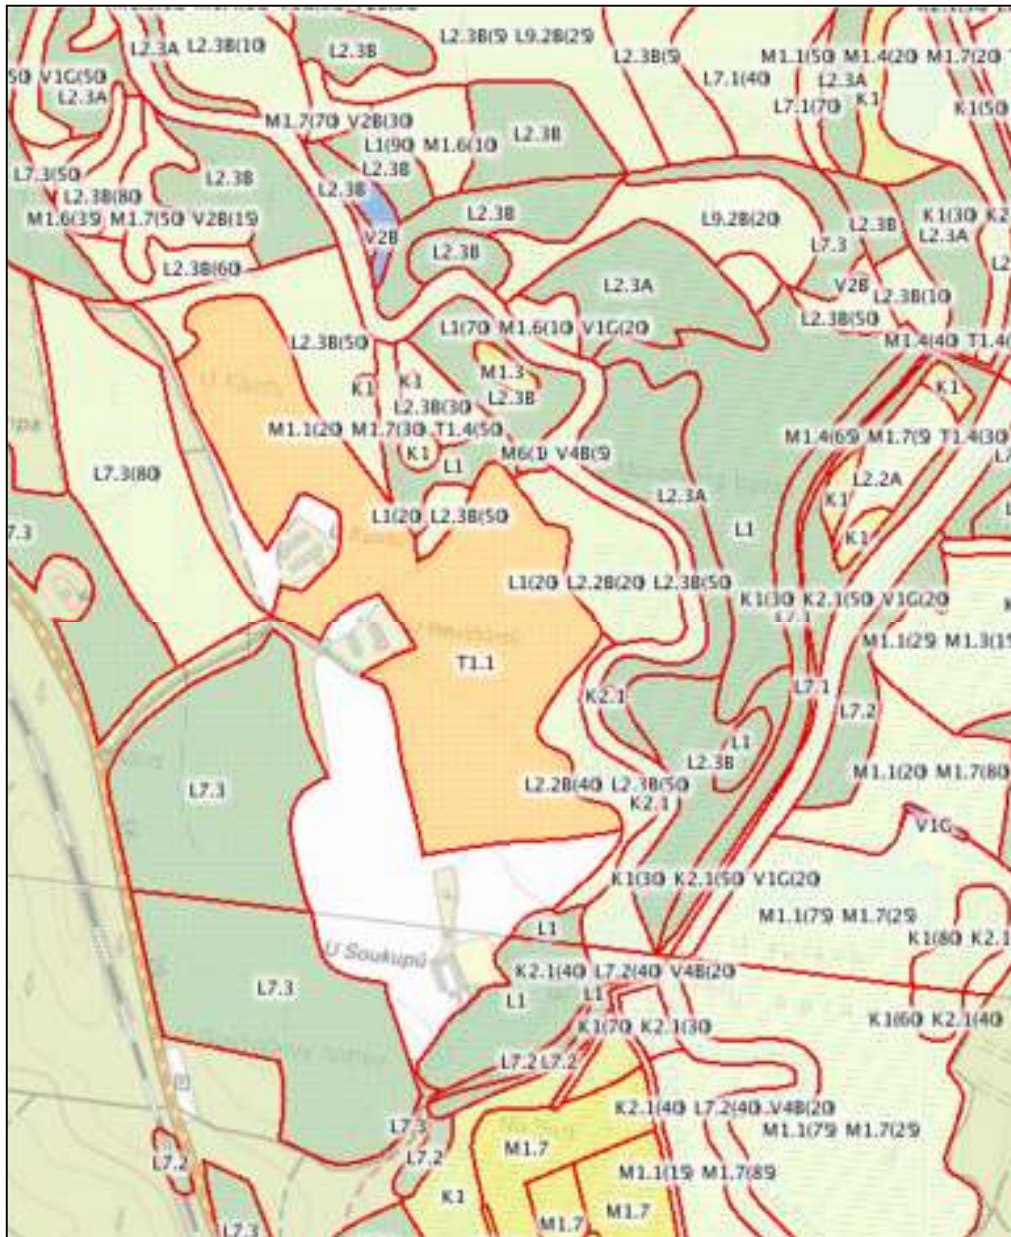 L2.3A L2.3B(10)
L2.3B
L2.3B(5) L9.2B(25)
L2.3B(5)
M1.1(50) M1.4(20) M1.7(20)
V1G(50)
L2.3A
L7.1(40)
L2.3A
L7.1(70)
K1
K1(50)
M1.7(70) V2B(30)
L1(90) M1.6(10)
L2.3B
L2.3B
L7.3(50)
L2.3B
L2.3B
L2.3B(80)
M1.6(35) M1.7(50) V2B(15)
L2.3B
L9.2B(20)
L2.3B
K1(30)
L2.3A
V2B
L7.3
L2.3B
L2.3B(60)
L2.3A
V2B
L2.3B(10)
L2.3B(50)
L1(70) M1.6(10) V1G(20)
L2.3B(50)
M1.4(40)
M1.3
K1
K1
K1
L2.3B
L2.3B(30)
M1.1(20) M1.7(30) T1.4(50)
M1.4(65) M1.7(5) T1.4(30)
K1
L1
M6(1) V4B(5)
L7.3(80)
L2.2A
K1
L2.3A
L1(20) L2.3B(50)
L1
K1
7.3
L1(20) L2.2B(20) L2.3B(50)
K1(30) K2.1(50) V1G(20)
L7.1
T1.1
L7.1
K2.1
L7.2
L1
L2.3B
L7.3
L2.2B(40) L2.3B(50)
K2.1
M1.1(20) M1.7(80)
V1G
K1(30) K2.1(50) V1G(20)
M1.1(75) M1.7(25)
L1
K1(80)
U Soukupů
K2.1(40) L7.2(40) V4B(20)
L7.3
L1
L1
K1(70) K2.1(30)
K1(60) K2.1(40)
L7.2 L7.2
K2.1(40) L7.2(40) V4B(20)
L7.3
M1.1(75) M1.7(25)
M1.7
L7.2
L7.2
M1.1(15) M1.7(85)
K1
M1.7
M1.7
L7.3